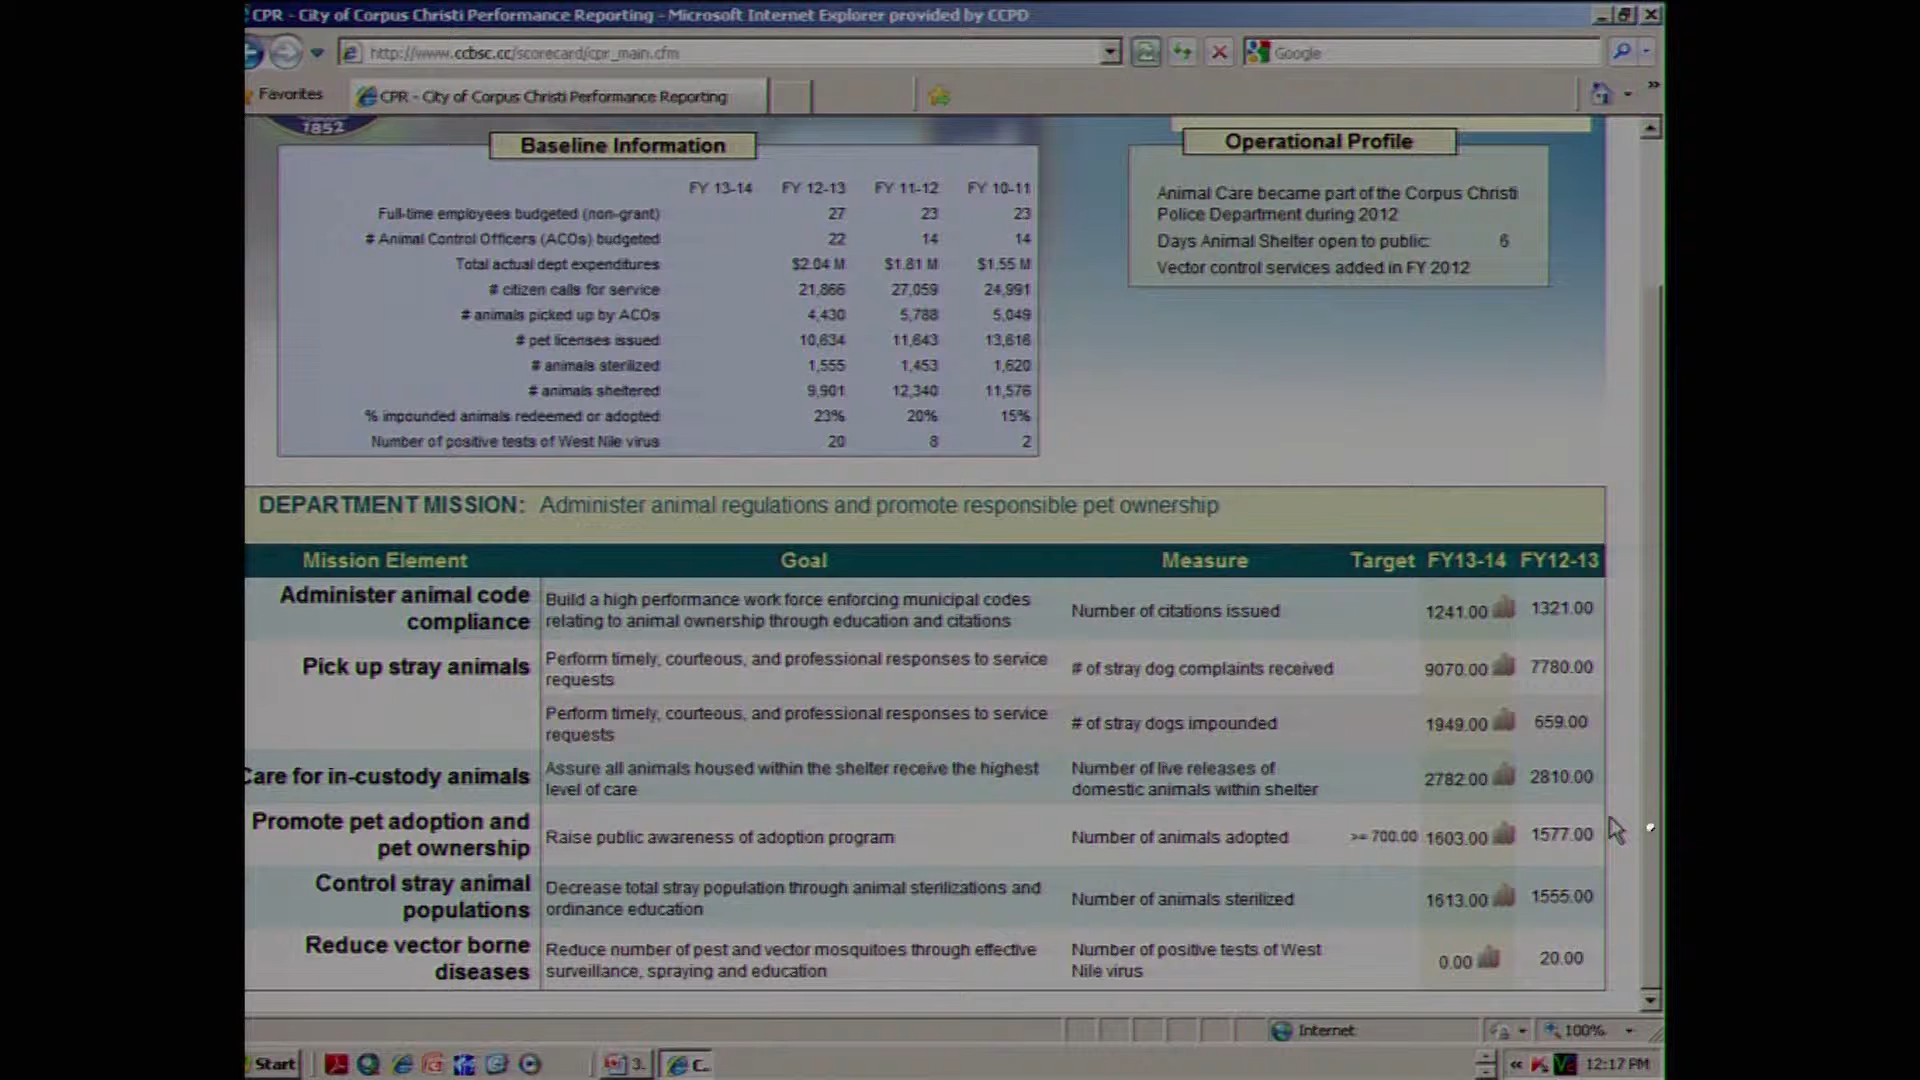 CPR - City of Corpus Christi Performance Reporting - Microsoft Internet Explorer provided by CCPD
http://www.ccbsc.cc/scorecard/cpr_main.cfm
Google
Favorites
CPR - City of Corpus Christi Performance Reporting
1852
Baseline Information
FY 13-14 FY 12-13 FY 11-12 FY 10-11
Full-time employees budgeted (non-grant) 27 23 23
# Animal Control Officers (ACOs) budgeted 22 14 14
Total actual dept expenditures $2.04 M $1.81 M $1.55 M
# citizen calls for service 21,866 27,059 24,991
# animals picked up by ACOs 4,430 5,788 5,049
# pet licenses issued 10,634 11,643 13,616
# animals sterilized 1,555 1,453 1,620
# animals sheltered 9,901 12,340 11,576
% impounded animals redeemed or adopted 23% 20% 15%
Number of positive tests of West Nile virus 20 8 2
Operational Profile
Animal Care became part of the Corpus Christi
Police Department during 2012
Days Animal Shelter open to public: 6
Vector control services added in FY 2012
DEPARTMENT MISSION: Administer animal regulations and promote responsible pet ownership
Mission Element Goal Measure Target FY13-14 FY12-13
Administer animal code
compliance
Build a high performance work force enforcing municipal codes
relating to animal ownership through education and citations
Number of citations issued 1241.00 1321.00
Pick up stray animals
Perform timely, courteous, and professional responses to service
requests
# of stray dog complaints received 9070.00 7780.00
Perform timely, courteous, and professional responses to service
requests
# of stray dogs impounded 1949.00 659.00
Care for in-custody animals
Assure all animals housed within the shelter receive the highest
level of care
Number of live releases of
domestic animals within shelter
2782.00 2810.00
Promote pet adoption and
pet ownership
Raise public awareness of adoption program
Number of animals adopted >= 700.00 1603.00 1577.00
Control stray animal
populations
Decrease total stray population through animal sterilizations and
ordinance education
Number of animals sterilized 1613.00 1555.00
Reduce vector borne
diseases
Reduce number of pest and vector mosquitoes through effective
surveillance, spraying and education
Number of positive tests of West
Nile virus
0.00 20.00
Internet
100%
Start
3.
C..
12:17 PM